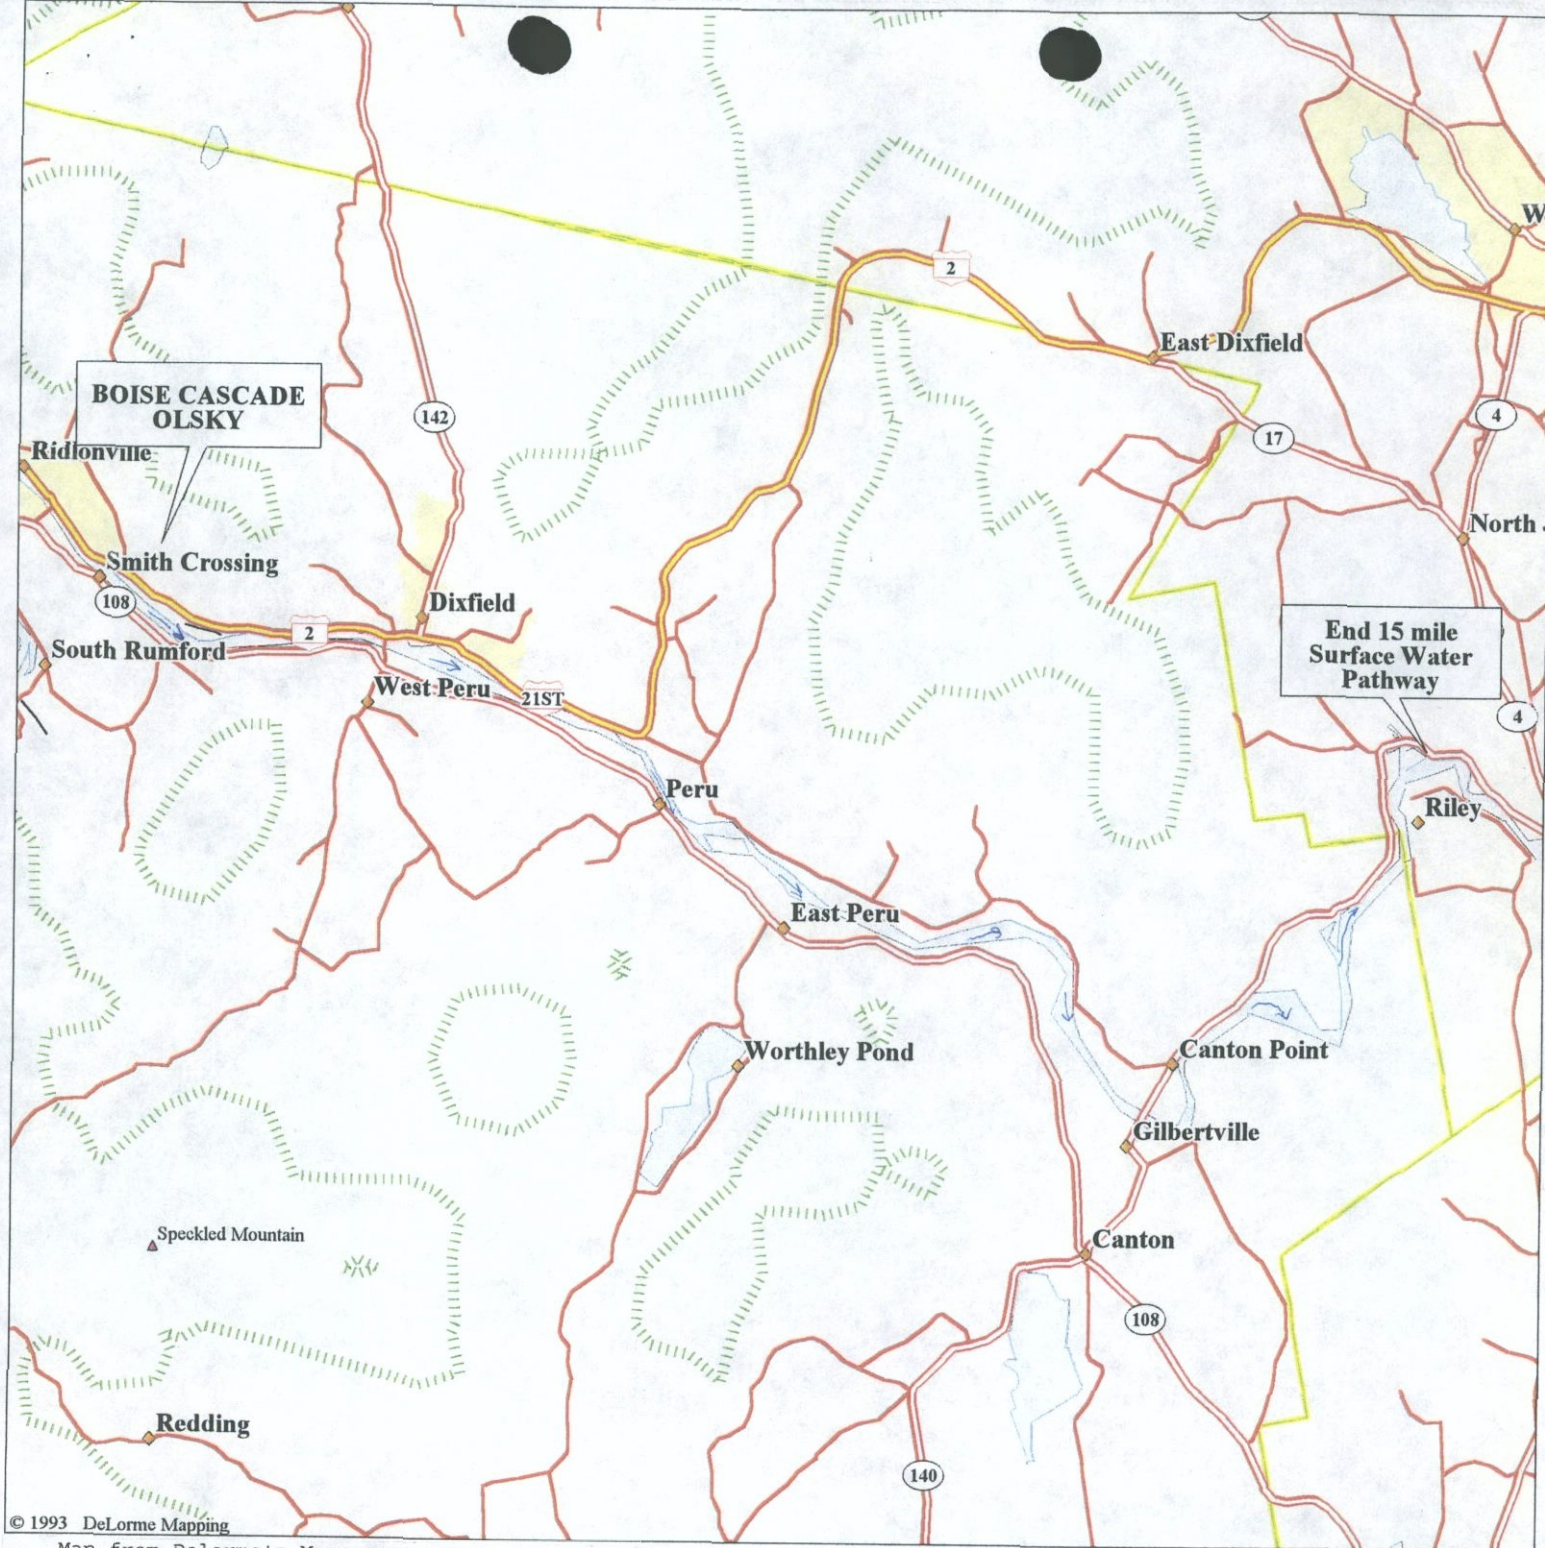 W
2
East Dixfield
BOISE CASCADE
OLSKY
142
4
17
Ridlonville
North
Smith Crossing
108
Dixfield
2
South Rumford
End 15 mile
Surface Water
Pathway
West Peru
21ST
4
Peru
Riley
East Peru
Worthley Pond
Canton Point
Gilbertville
Speckled Mountain
Canton
108
Redding
140
© 1993 DeLorme Mapping